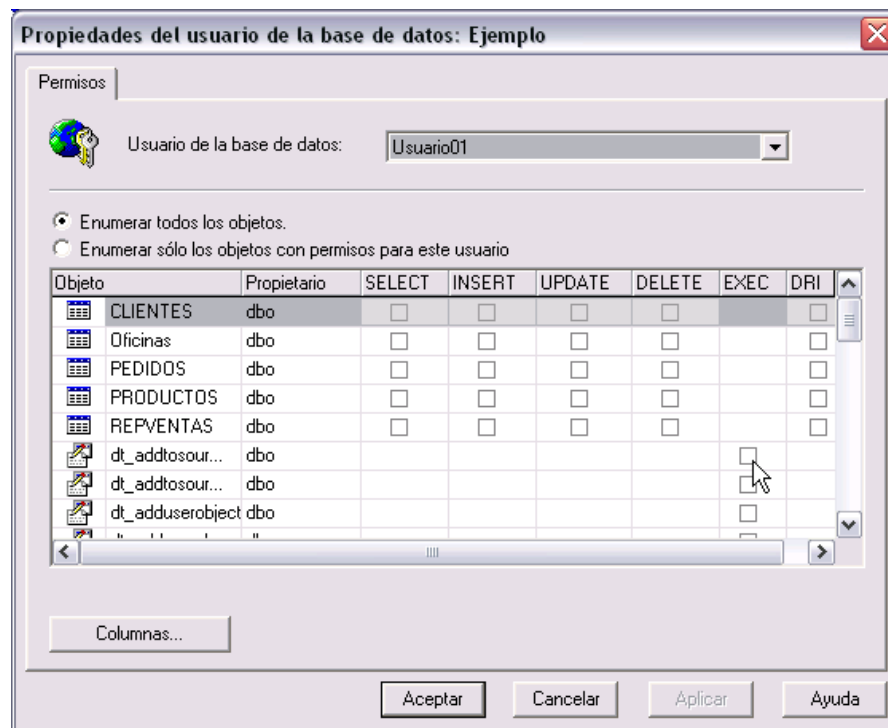 Propiedades del usuario de la base de datos: Ejemplo
Permisos
Usuario de la base de datos: Usuario01
Enumerar todos los objetos.
Enumerar sólo los objetos con permisos para este usuario
Objeto Propietario SELECT INSERT UPDATE DELETE EXEC DRI
CLIENTES dbo
Oficinas dbo
PEDIDOS dbo
PRODUCTOS dbo
REPVENTAS dbo
dt_addtosour... dbo
dt_addtosour... dbo
dt_adduserobject dbo
Columnas...
Aceptar Cancelar Aplicar Ayuda